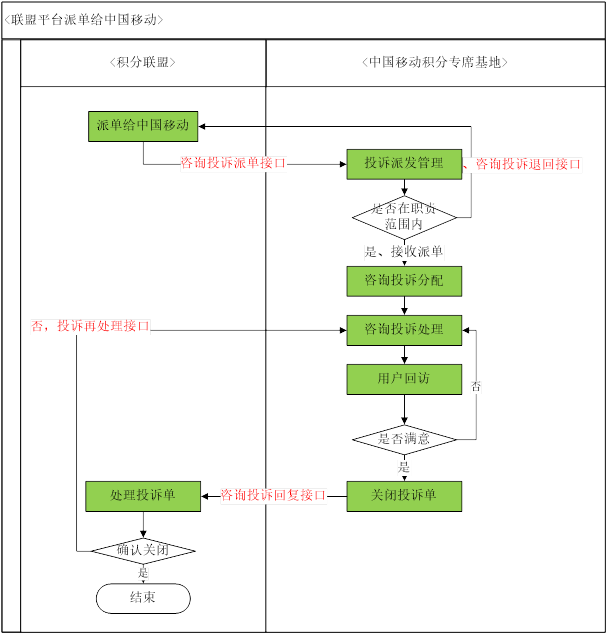 <联盟平台派单给中国移动>
<积分联盟>
<中国移动积分专席基地>
派单给中国移动
咨询投诉派单接口
投诉派发管理
、咨询投诉退回接口
是否在职责
范围内
是、接收派单
咨询投诉分配
否，投诉再处理接口
咨询投诉处理
用户回访
否
是否满意
是
处理投诉单
咨询投诉回复接口
关闭投诉单
确认关闭
是
结束